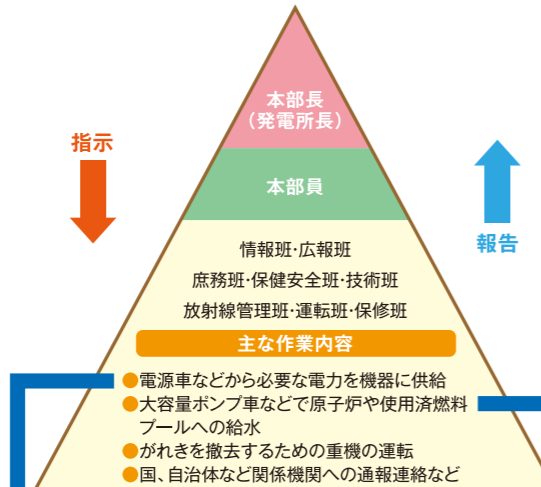 本部長
（発電所長）
指示
本部員
報告
情報班･広報班
庶務班･保健安全班･技術班
放射線管理班･運転班･保修班
主な作業内容
●電源車などから必要な電力を機器に供給
●大容量ポンプ車などで原子炉や使用済燃料
プールへの給水
●がれきを撤去するための重機の運転
●国、自治体など関係機関への通報連絡など